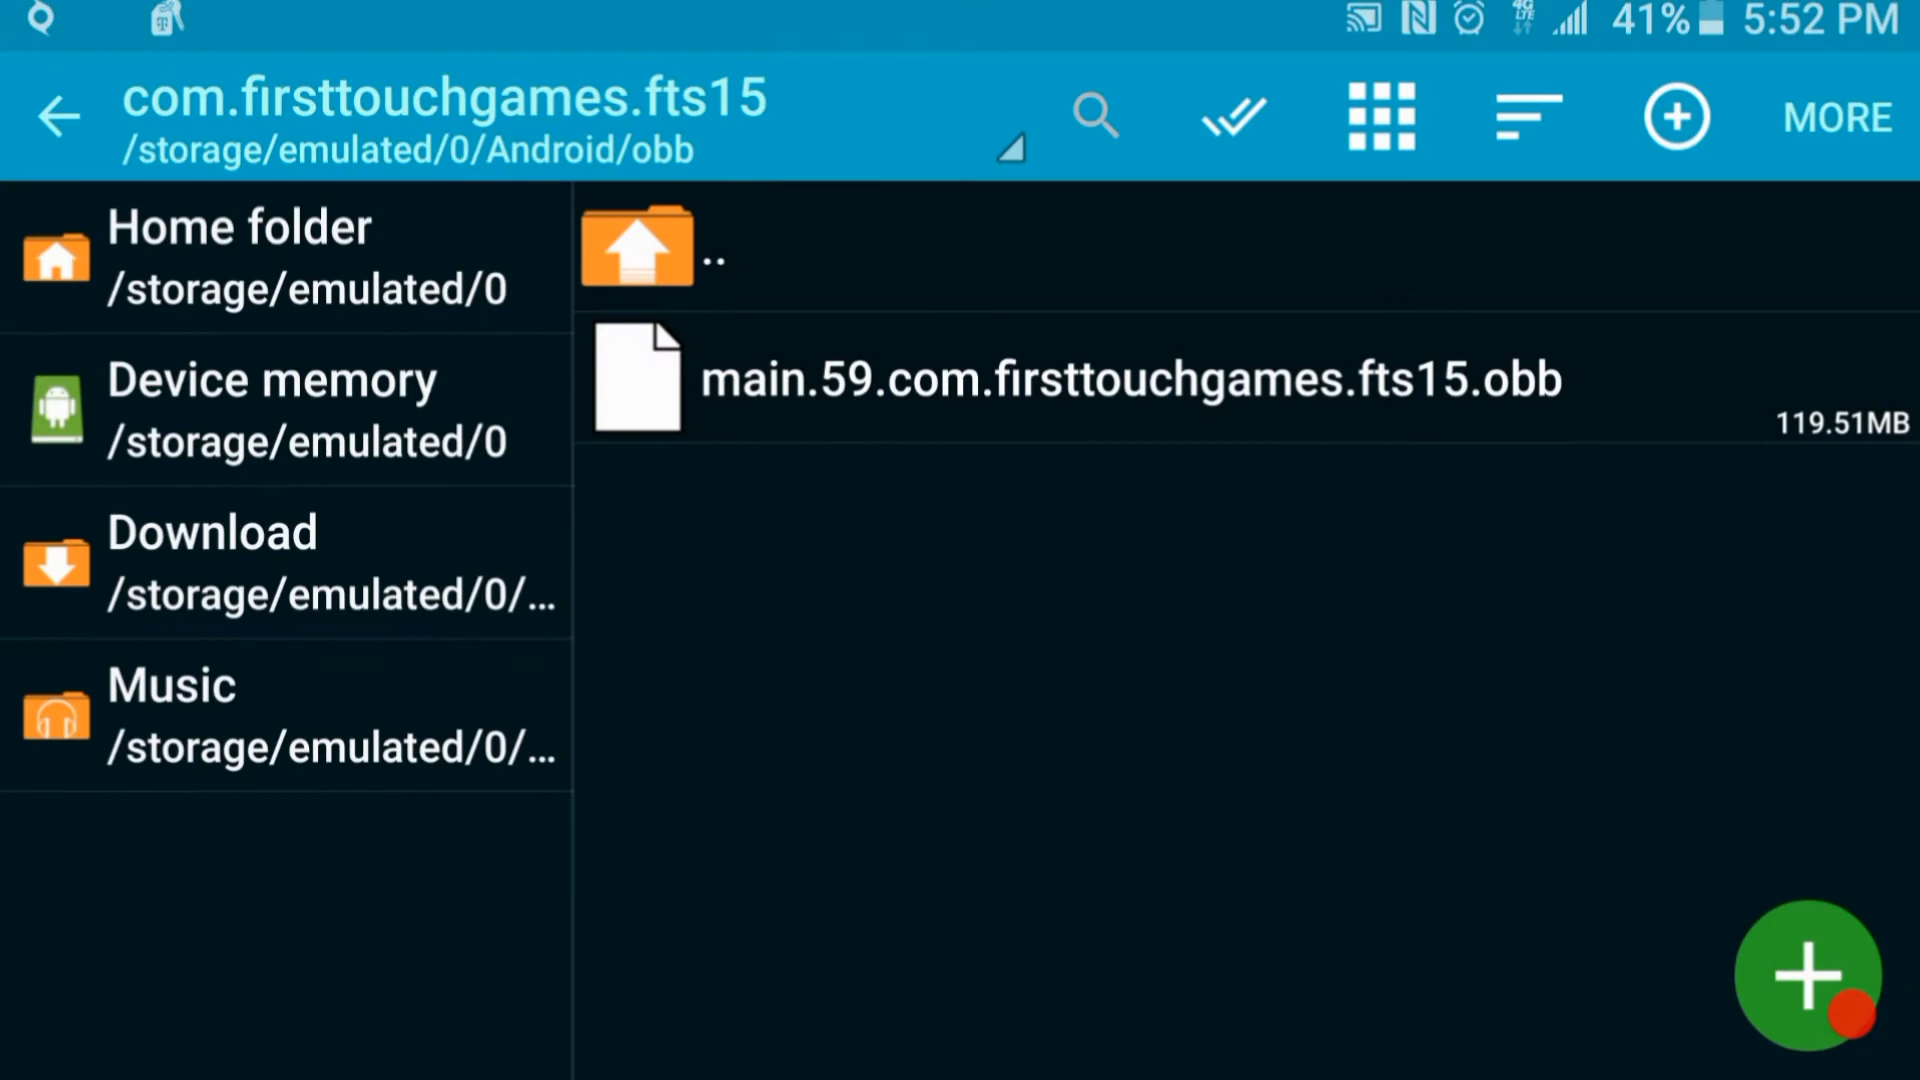 4G LTE 41% 5:52 PM
com.firsttouchgames.fts15
/storage/emulated/0/Android/obb
MORE
Home folder
/storage/emulated/0
Device memory
/storage/emulated/0
Download
/storage/emulated/0/...
Music
/storage/emulated/0/...
..
main.59.com.firsttouchgames.fts15.obb
119.51MB